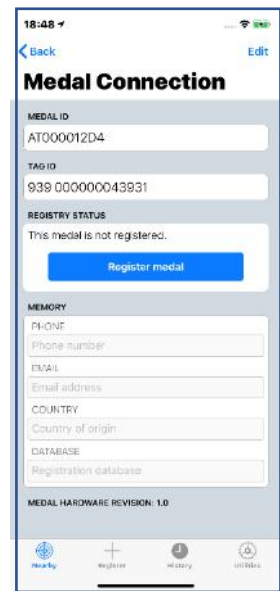 18:48
Back
Edit
Medal Connection
MEDAL ID
AT000012D4
TAG ID
939 000000043931
REGISTRY STATUS
This medal is not registered.
Register medal
MEMORY
PHONE
Phone number
EMAIL
Email address
COUNTRY
Country of origin
DATABASE
Registration database
MEDAL HARDWARE REVISION: 1.0
Nearby Register History Utilities